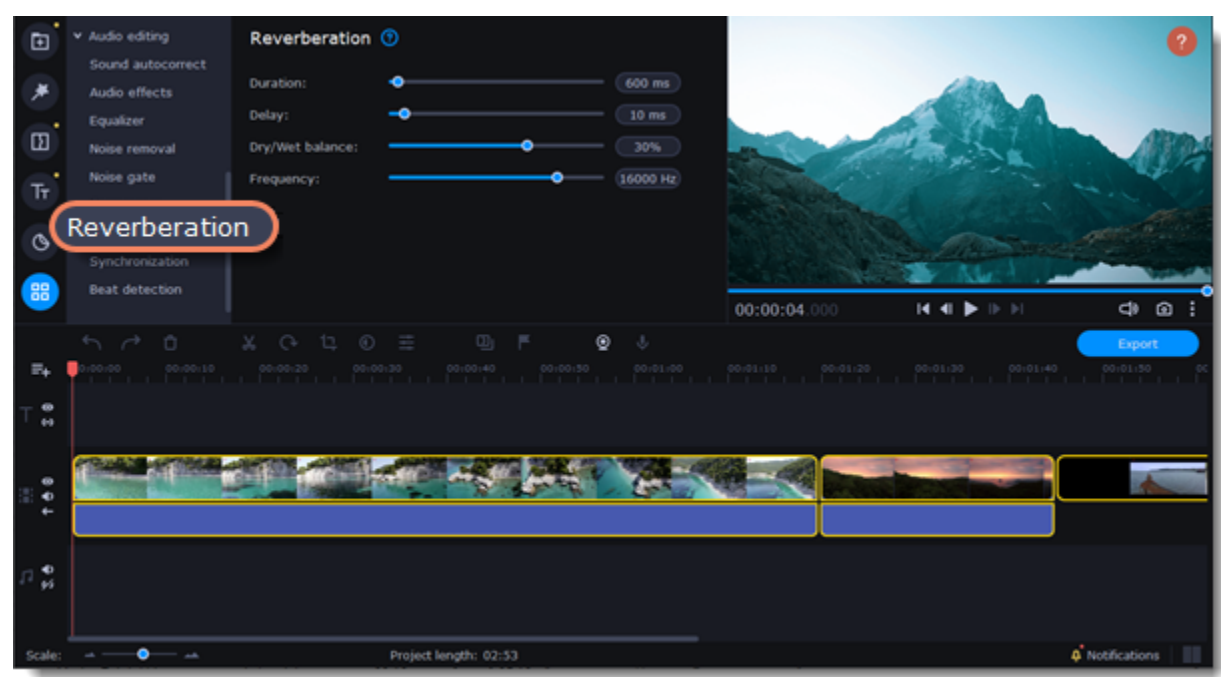 Audio editing
Sound autocorrect
Audio effects
Equalizer
Noise removal
Noise gate
Reverberation
Synchronization
Beat detection
Reverberation ?
Duration: 600 ms
Delay: 10 ms
Dry/Wet balance: 30%
Frequency: 16000 Hz
?
00:00:04.000
Export
0:00:00 00:00:10 00:00:20 00:00:30 00:00:40 00:00:50 00:01:00 00:01:10 00:01:20 00:01:30 00:01:40 00:01:50 00
Scale:
Project length: 02:53
Notifications